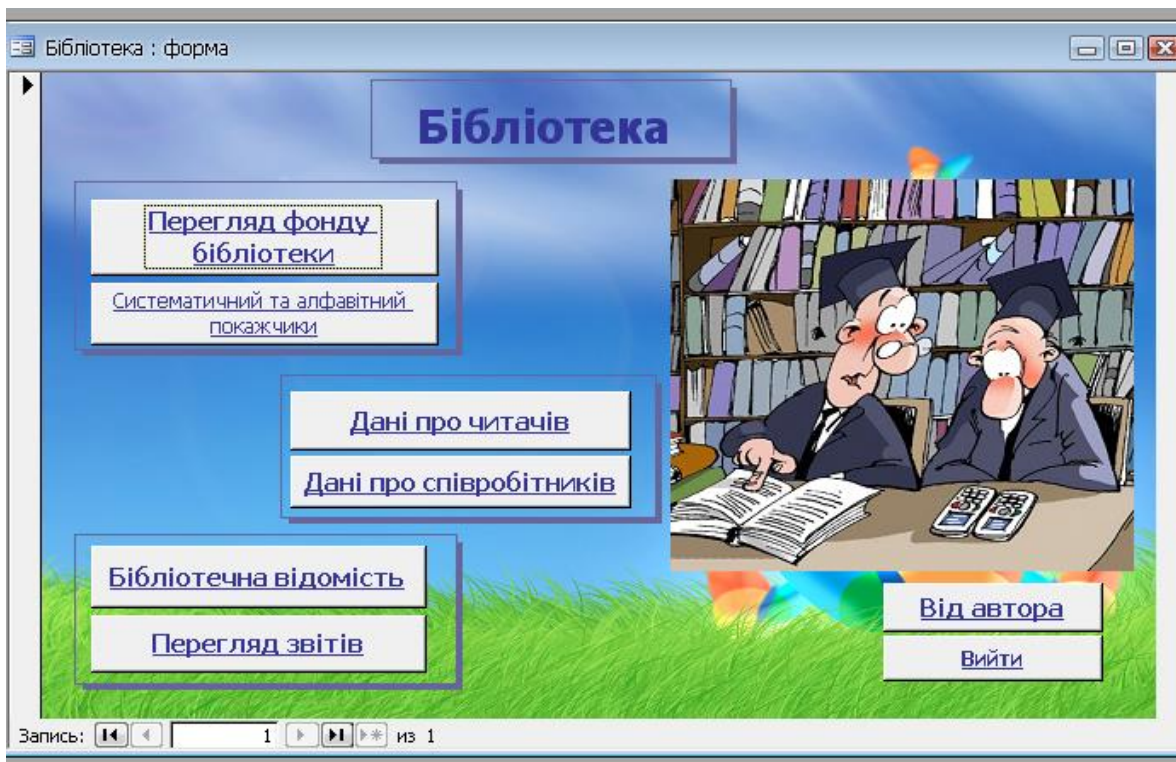 Бібліотека : форма
Бібліотека
Перегляд фонду
бібліотеки
Систематичний та алфавітний
покажчики
Дані про читачів
Дані про співробітників
Бібліотечна відомість
Перегляд звітів
Від автора
Вийти
Запись: 1 из 1